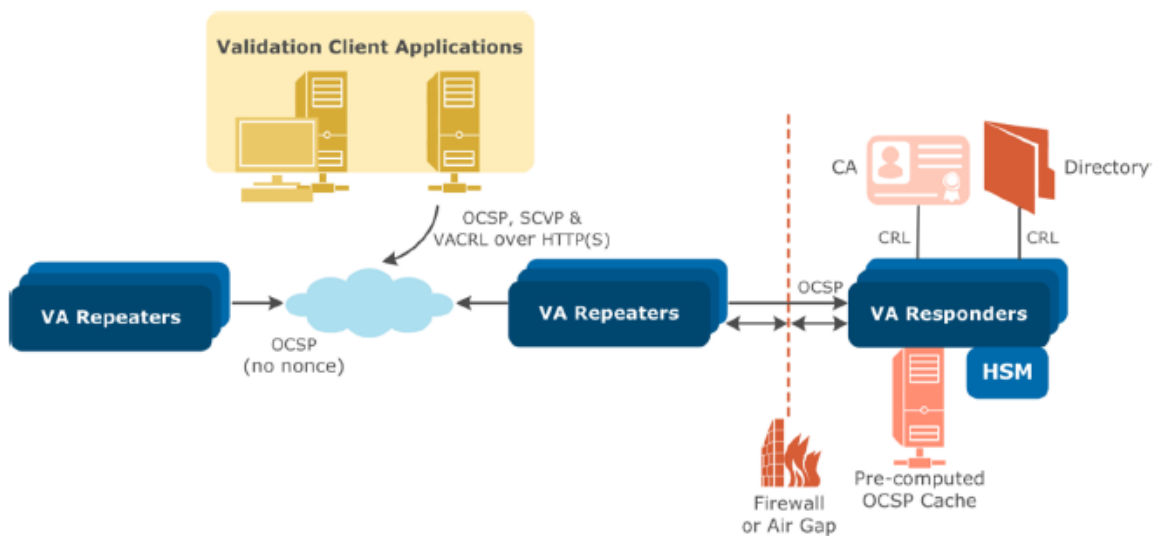 Validation Client Applications
CA
Directory
OCSP, SCVP &
VACRL over HTTP(S)
CRL
CRL
VA Repeaters
OCSP
(no nonce)
VA Repeaters
OCSP
VA Responders
HSM
Firewall
or Air Gap
Pre-computed
OCSP Cache